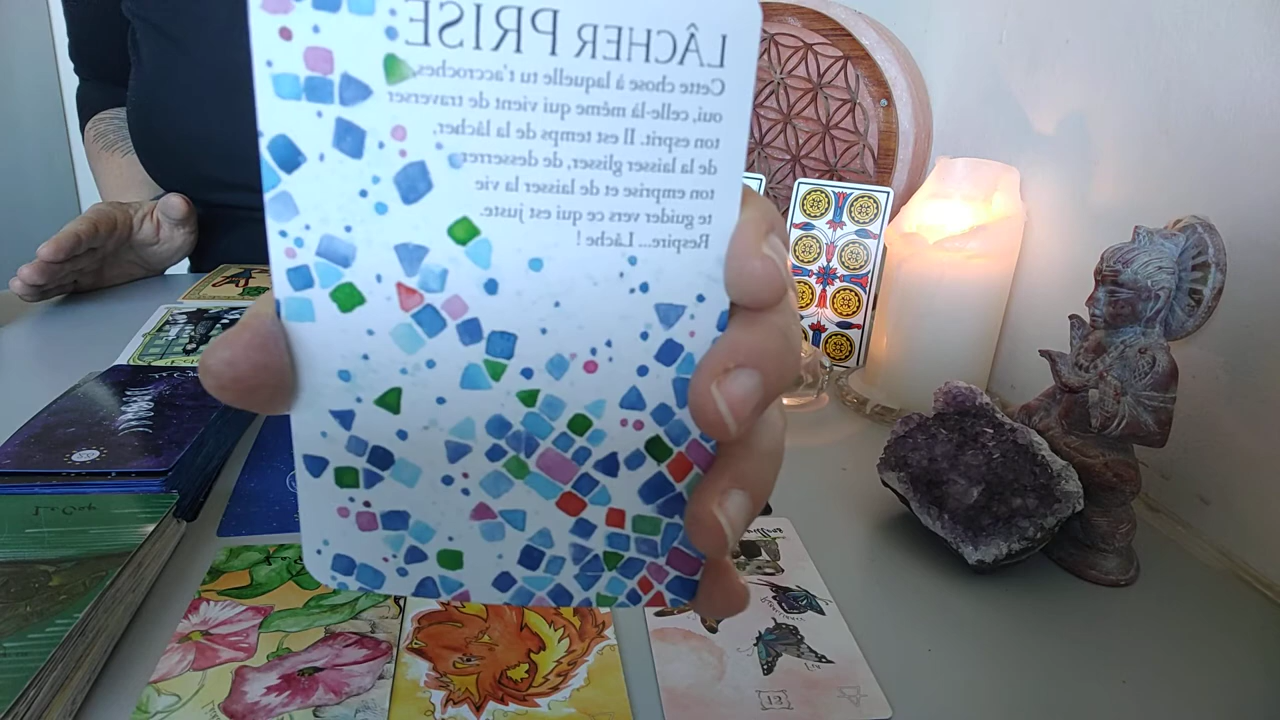 LÂCHER PRISE
Cette chose à laquelle tu t'accroches,
oui, celle-là même qui vient de traverser
ton esprit. Il est temps de la lâcher,
de la laisser glisser, de desserrer
ton emprise et de laisser la vie
te guider vers ce qui est juste.
Respire... Lâche !
13